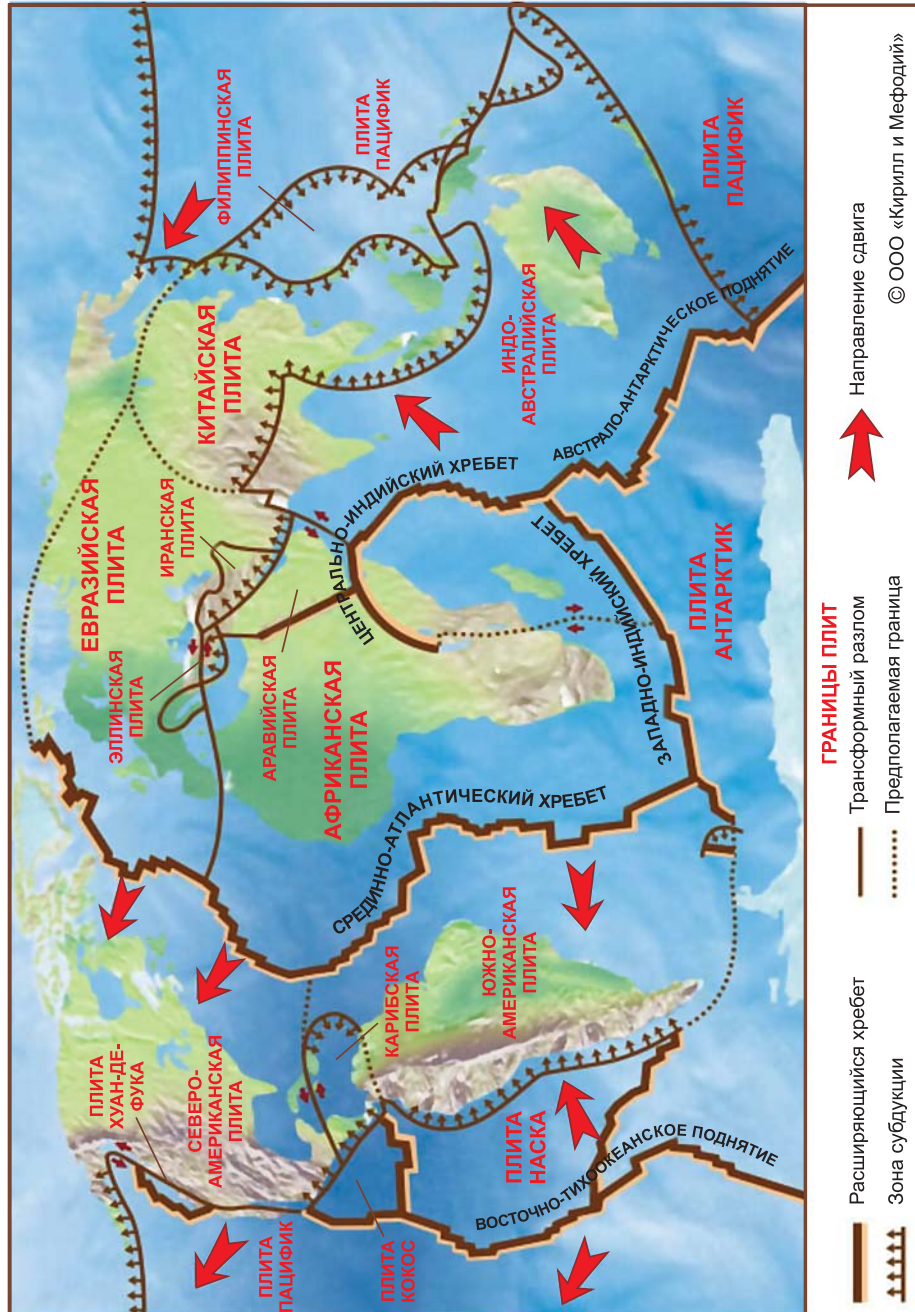 ПЛИТА
ХУАН-ДЕ-
ФУКА
СЕВЕРО-
АМЕРИКАНСКАЯ
ПЛИТА
ПЛИТА
ПАЦИФИК
ПЛИТА
КОКОС
КАРИБСКАЯ
ПЛИТА
ЮЖНО-
АМЕРИКАНСКАЯ
ПЛИТА
ПЛИТА
НАСКА
ВОСТОЧНО-ТИХООКЕАНСКОЕ ПОДНЯТИЕ
СРЕДИННО-АТЛАНТИЧЕСКИЙ ХРЕБЕТ
ЕВРАЗИЙСКАЯ
ПЛИТА
ЭЛЛИНСКАЯ
ПЛИТА
ИРАНСКАЯ
ПЛИТА
АРАВИЙСКАЯ
ПЛИТА
АФРИКАНСКАЯ
ПЛИТА
КИТАЙСКАЯ
ПЛИТА
ЦЕНТРАЛЬНО-ИНДИЙСКИЙ ХРЕБЕТ
ЗАПАДНО-ИНДИЙСКИЙ ХРЕБЕТ
ПЛИТА
АНТАРКТИК
ФИЛИППИНСКАЯ
ПЛИТА
ПЛИТА
ПАЦИФИК
ИНДО-
АВСТРАЛИЙСКАЯ
ПЛИТА
АВСТРАЛО-АНТАРКТИЧЕСКОЕ ПОДНЯТИЕ
ПЛИТА
ПАЦИФИК
ГРАНИЦЫ ПЛИТ
Расширяющийся хребет
Зона субдукции
Трансформный разлом
Предполагаемая граница
Направление сдвига
© ООО «Кирилл и Мефодий»